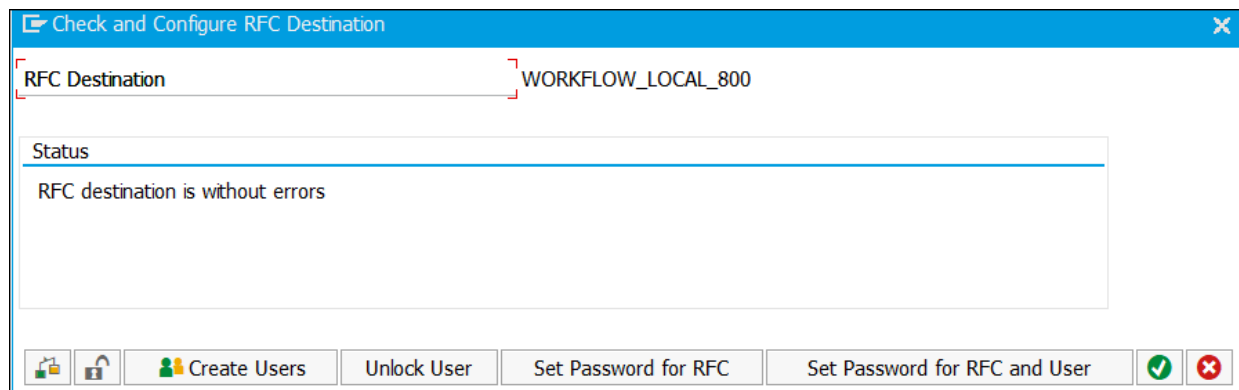 Check and Configure RFC Destination
RFC Destination WORKFLOW_LOCAL_800
Status
RFC destination is without errors
Create Users Unlock User Set Password for RFC Set Password for RFC and User